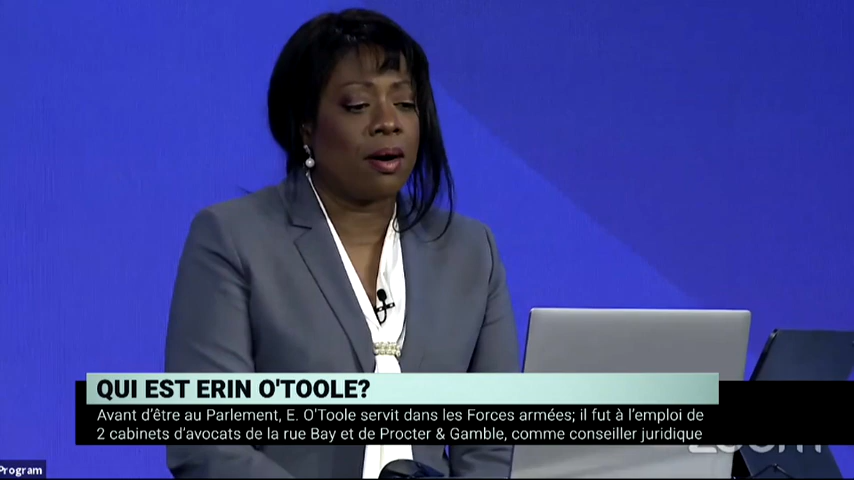 QUI EST ERIN O'TOOLE?
Avant d'être au Parlement, E. O'Toole servit dans les Forces armées; il fut à l'emploi de
2 cabinets d'avocats de la rue Bay et de Procter & Gamble, comme conseiller juridique
zoom
Program